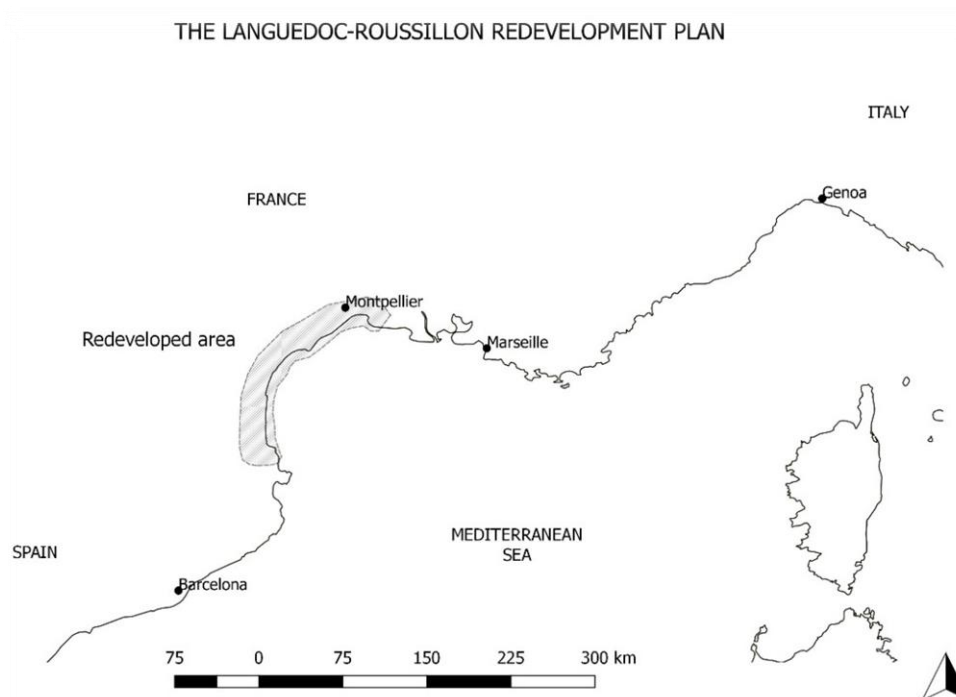 THE LANGUEDOC-ROUSSILLON REDEVELOPMENT PLAN
ITALY
Genoa
FRANCE
Montpellier
Redeveloped area
Marseille
MEDITERRANEAN
SEA
SPAIN
Barcelona
75 0 75 150 225 300 km